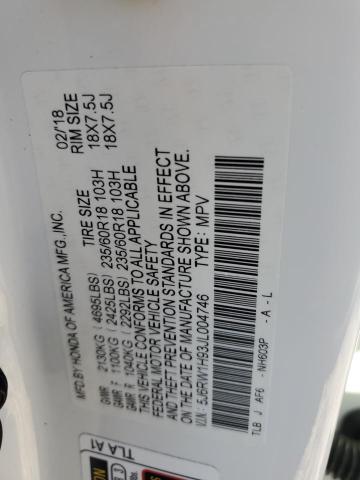 MFD.BY HONDA OF AMERICA MFG.,INC. 02/18
TIRE SIZE RIM SIZE
GVWR 2130KG (4695LBS)
GAWR F 1100KG (2425LBS) 235/60R18 103H 18X7.5J
GAWR R 1040KG (2292LBS) 235/60R18 103H 18X7.5J
THIS VEHICLE CONFORMS TO ALL APPLICABLE
FEDERAL MOTOR VEHICLE SAFETY
AND THEFT PREVENTION STANDARDS IN EFFECT
ON THE DATE OF MANUFACTURE SHOWN ABOVE.
V.I.N.: 5J6RW1H93JL004746 TYPE: MPV
TLB J AF6 -NH603P -A-L
TLA A1